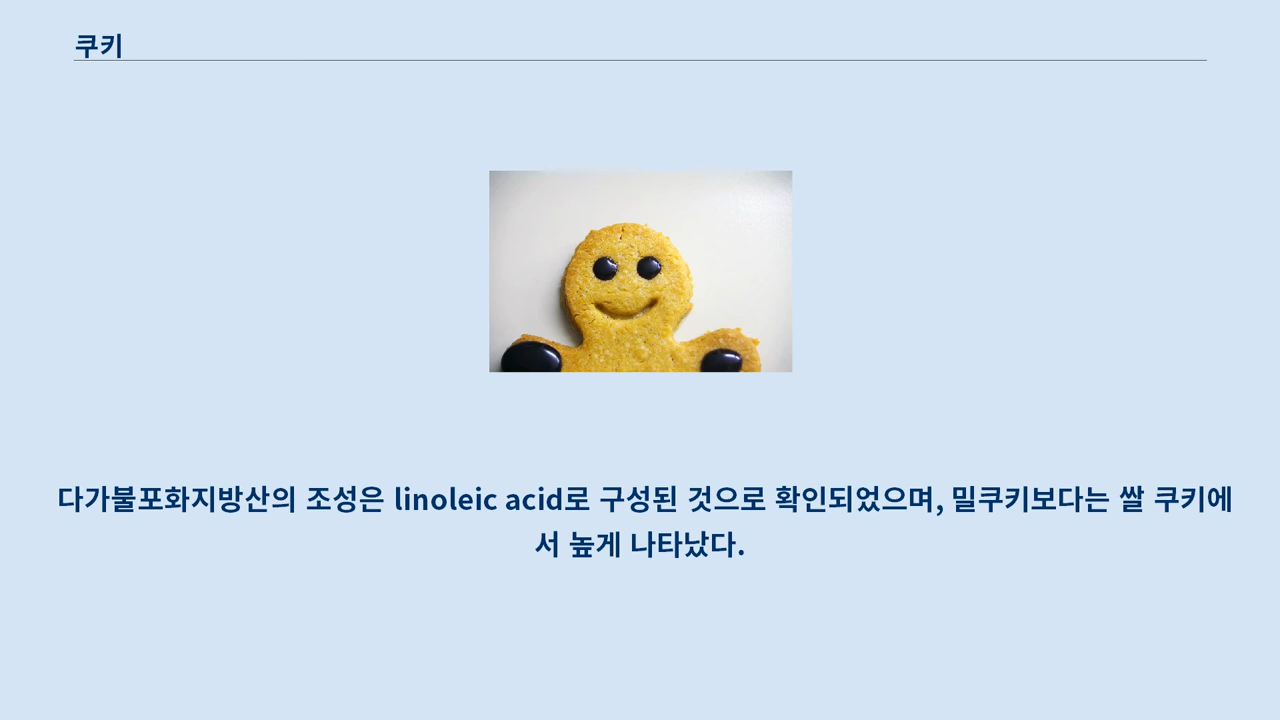 쿠키
다가불포화지방산의 조성은 linoleic acid로 구성된 것으로 확인되었으며, 밀쿠키보다는 쌀 쿠키에
서 높게 나타났다.